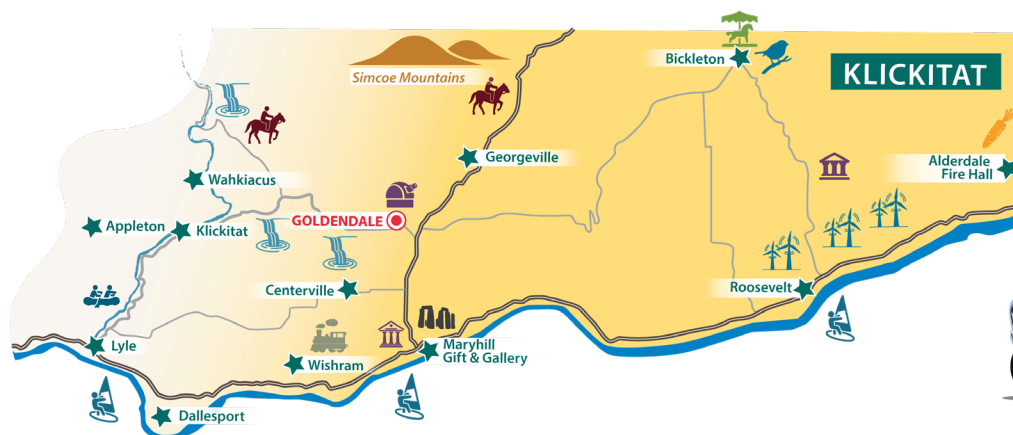 Bickleton
KLICKITAT
Simcoe Mountains
Georgeville
Alderdale
Fire Hall
Wahkiacus
Appleton
Klickitat
GOLDENDALE
Centerville
Roosevelt
Lyle
Maryhill
Gift & Gallery
Wishram
Dallesport